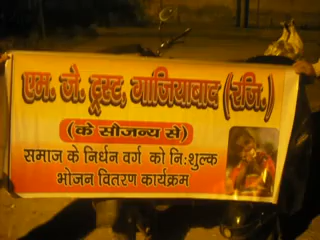 एम. जे. ट्रस्ट, गाजियाबाद (रजि.)
(के सौजन्य से)
समाज के निर्धन वर्ग को नि:शुल्क
भोजन वितरण कार्यक्रम